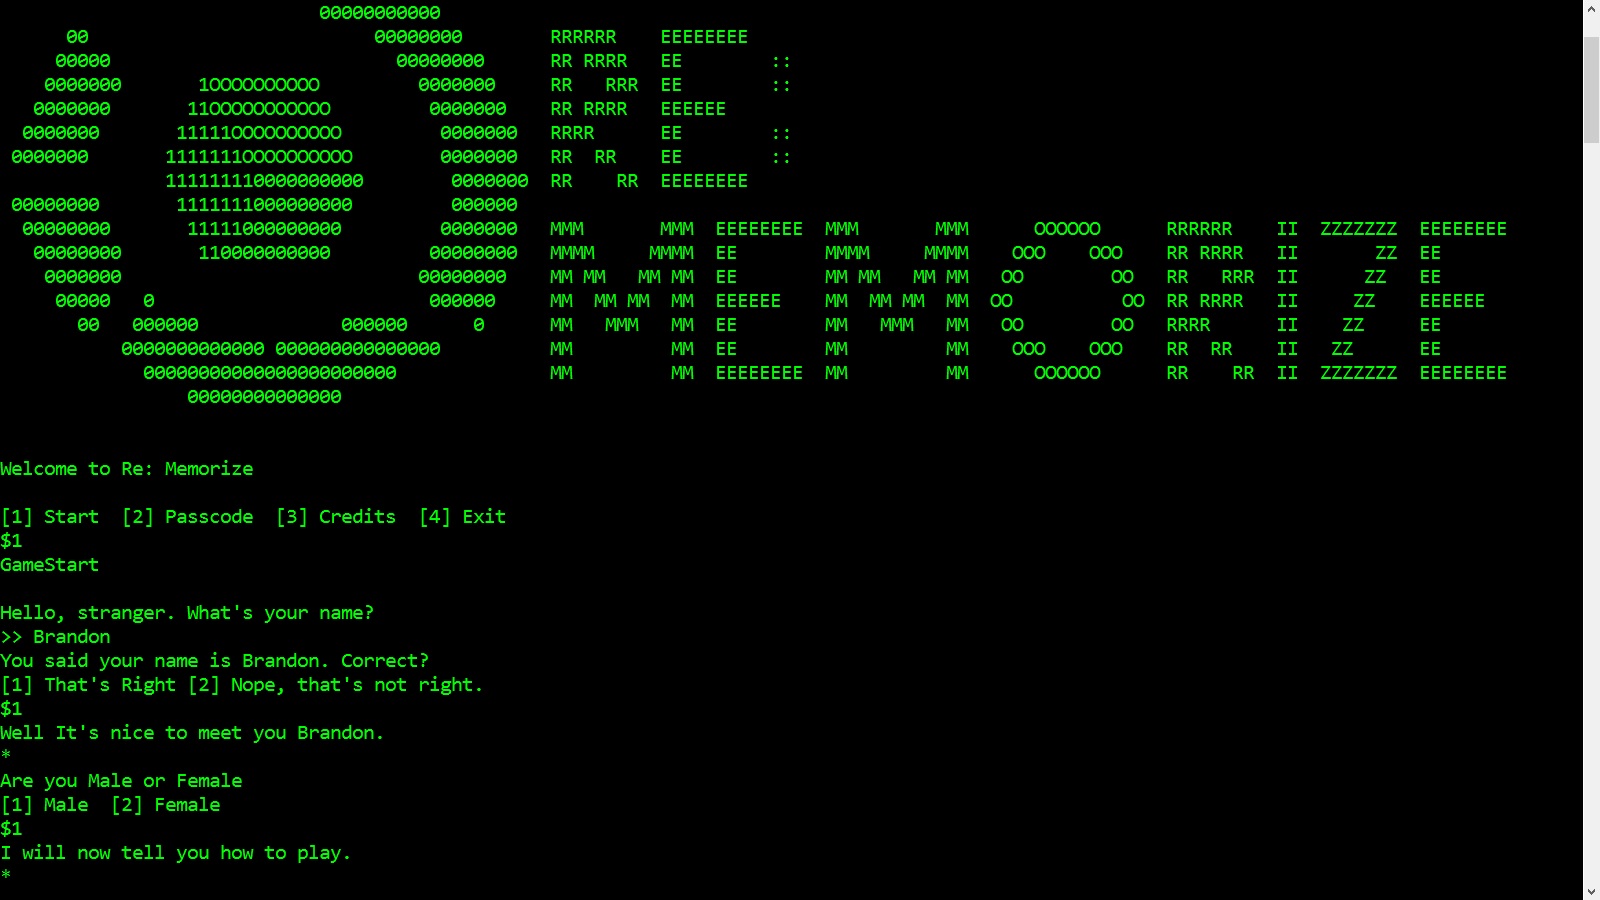 00000000000
      00                          00000000        RRRRRR    EEEEEEEE
     00000                          00000000      RR RRRR   EE        ::
    0000000       1OOOOOOOOOO         0000000     RR   RRR  EE        ::
   0000000       11OOOOOOOOOOO         0000000    RR RRRR   EEEEEE
  0000000       11111OOOOOOOOOO         0000000   RRRR      EE        ::
 0000000       1111111OOOOOOOOOO        0000000   RR  RR    EE        ::
               111111110000000000        0000000  RR    RR  EEEEEEEE
 00000000       1111111000000000         000000
  00000000       11111000000000         0000000   MMM       MMM  EEEEEEEE  MMM       MMM      OOOOOO      RRRRRR    II  ZZZZZZZ  EEEEEEEE
   00000000       110000000000         00000000   MMMM     MMMM  EE        MMMM     MMMM    OOO    OOO    RR RRRR   II       ZZ  EE
    0000000                           00000000    MM MM   MM MM  EE        MM MM   MM MM   OO        OO   RR   RRR  II      ZZ   EE
     00000   0                         000000     MM  MM MM  MM  EEEEEE    MM  MM MM  MM  OO          OO  RR RRRR   II     ZZ    EEEEEE
       00   000000             000000      0      MM   MMM   MM  EE        MM   MMM   MM   OO        OO   RRRR      II    ZZ     EE
           0000000000000 000000000000000          MM         MM  EE        MM         MM    OOO    OOO    RR  RR    II   ZZ      EE
             00000000000000000000000              MM         MM  EEEEEEEE  MM         MM      OOOOOO      RR    RR  II  ZZZZZZZ  EEEEEEEE
                 00000000000000
Welcome to Re: Memorize
[1] Start  [2] Passcode  [3] Credits  [4] Exit
$1
GameStart
Hello, stranger. What's your name?
>> Brandon
You said your name is Brandon. Correct?
[1] That's Right [2] Nope, that's not right.
$1
Well It's nice to meet you Brandon.
*
Are you Male or Female
[1] Male  [2] Female
$1
I will now tell you how to play.
*